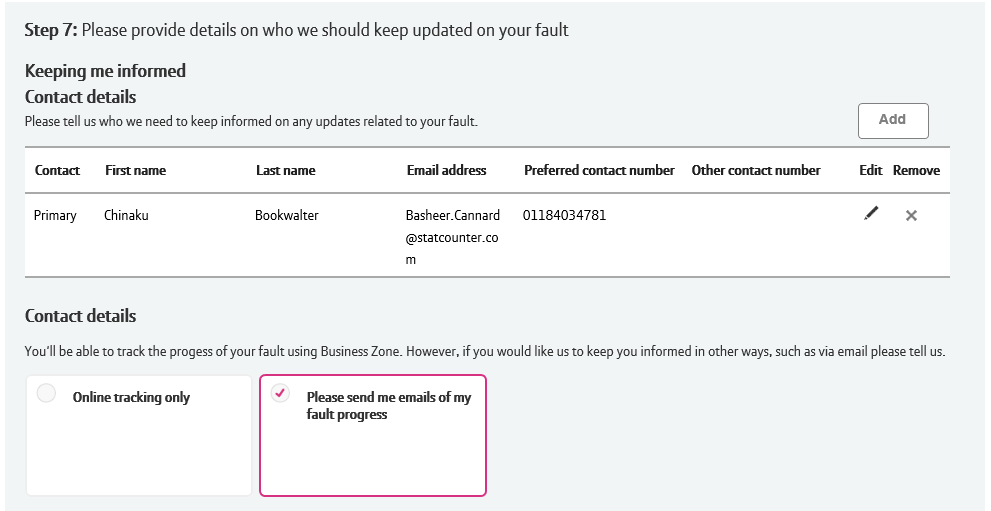 Step 7: Please provide details on who we should keep updated on your fault
Keeping me informed
Contact details
Please tell us who we need to keep informed on any updates related to your fault.
Add
Contact First name Last name Email address Preferred contact number Other contact number Edit Remove
Primary Chinaku Bookwalter Basheer.Cannard 01184034781
@statcounter.co
m
Contact details
You'll be able to track the progess of your fault using Business Zone. However, if you would like us to keep you informed in other ways, such as via email please tell us.
Online tracking only
Please send me emails of my
fault progress